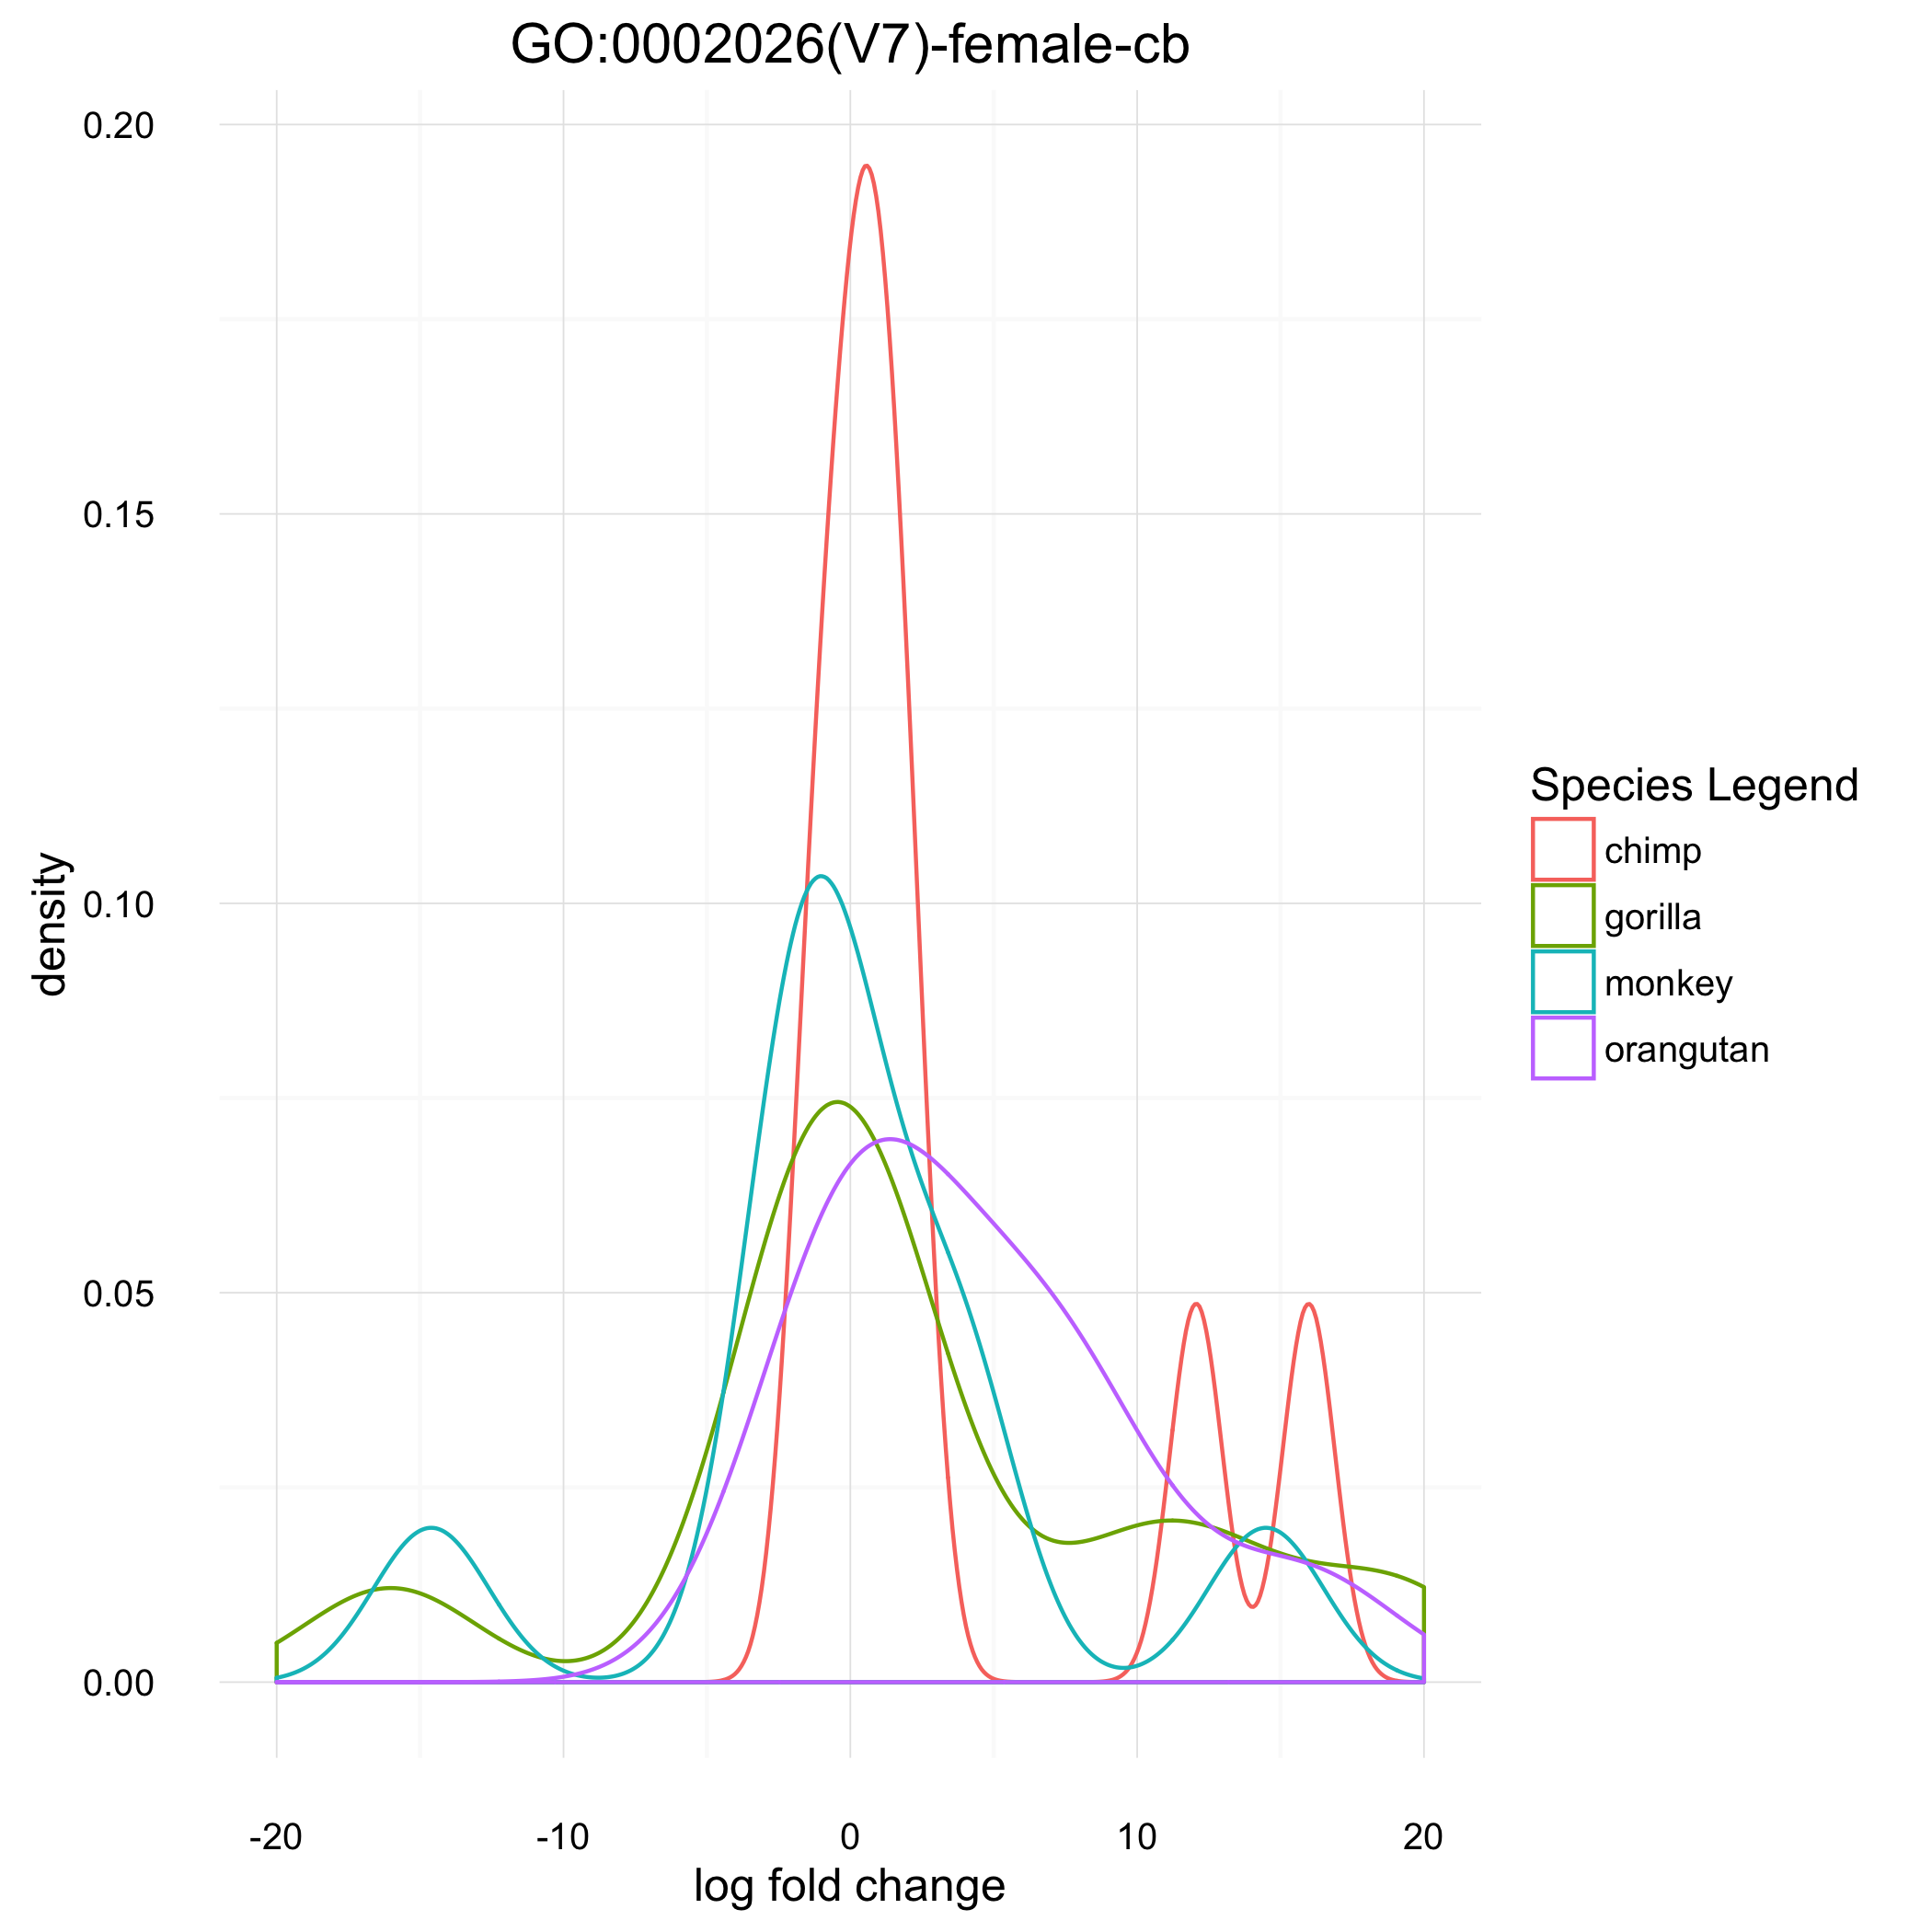 GO:0002026(V7)-female-cb
0.20
0.15
0.10
0.05
0.00
density
-20 -10 0 10 20
log fold change
Species Legend
chimp
gorilla
monkey
orangutan